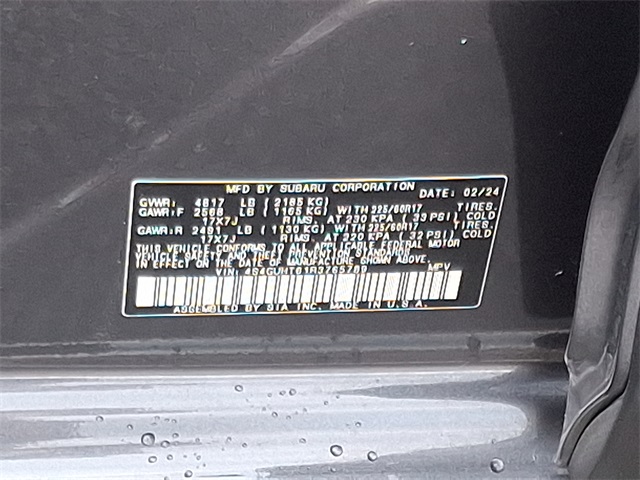 MFD BY SUBARU CORPORATION DATE: 02/24
GVWR: 4817 LB (2185 KG)
GAWR:F 2568 LB (1165 KG) WITH 225/60R17 TIRES.
17X7J RIMS. AT 230 KPA (33 PSI) COLD
GAWR:R 2491 LB (1130 KG) WITH 225/60R17 TIRES.
17X7J RIMS. AT 220 KPA (32 PSI) COLD
THIS VEHICLE CONFORMS TO ALL APPLICABLE FEDERAL MOTOR
VEHICLE SAFETY AND THEFT PREVENTION STANDARDS
IN EFFECT ON THE DATE OF MANUFACTURE SHOWN ABOVE.
VIN: MPV
ASSEMBLED BY SIA INC. MADE IN U.S.A.